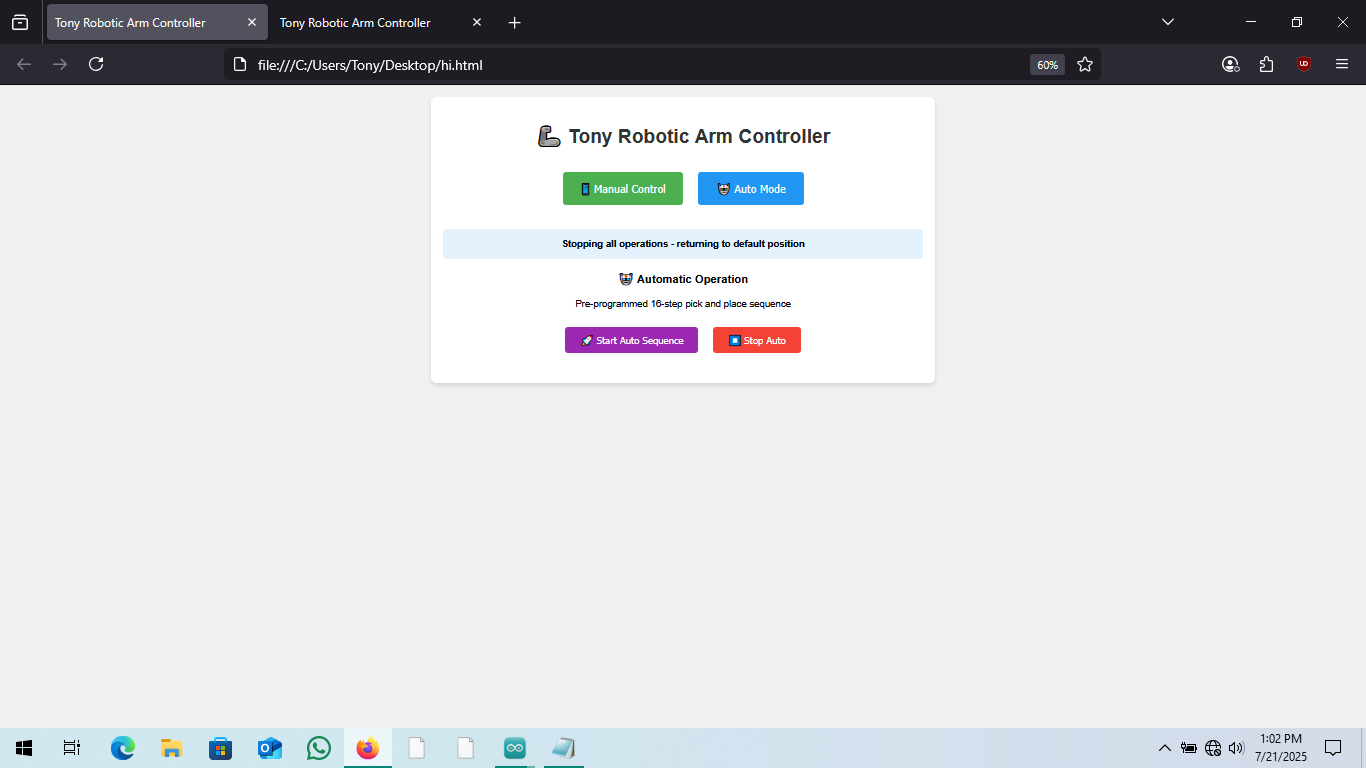 Tony Robotic Arm Controller
Tony Robotic Arm Controller
file:///C:/Users/Tony/Desktop/hi.html
60%
Tony Robotic Arm Controller
Manual Control
Auto Mode
Stopping all operations - returning to default position
Automatic Operation
Pre-programmed 16-step pick and place sequence
Start Auto Sequence
Stop Auto
1:02 PM
7/21/2025